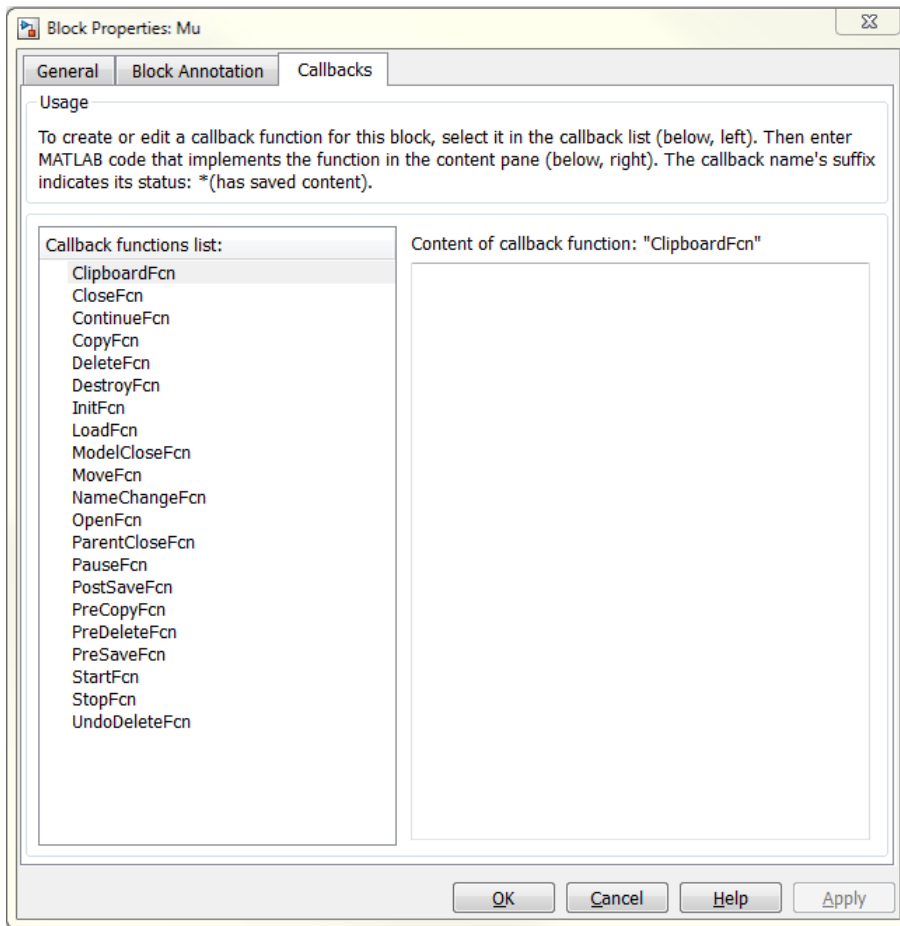 Block Properties: Mu
General
Block Annotation
Callbacks
Usage
To create or edit a callback function for this block, select it in the callback list (below, left). Then enter
MATLAB code that implements the function in the content pane (below, right). The callback name's suffix
indicates its status: *(has saved content).
Callback functions list:
ClipboardFcn
CloseFcn
ContinueFcn
CopyFcn
DeleteFcn
DestroyFcn
InitFcn
LoadFcn
ModelCloseFcn
MoveFcn
NameChangeFcn
OpenFcn
ParentCloseFcn
PauseFcn
PostSaveFcn
PreCopyFcn
PreDeleteFcn
PreSaveFcn
StartFcn
StopFcn
UndoDeleteFcn
Content of callback function: "ClipboardFcn"
OK
Cancel
Help
Apply